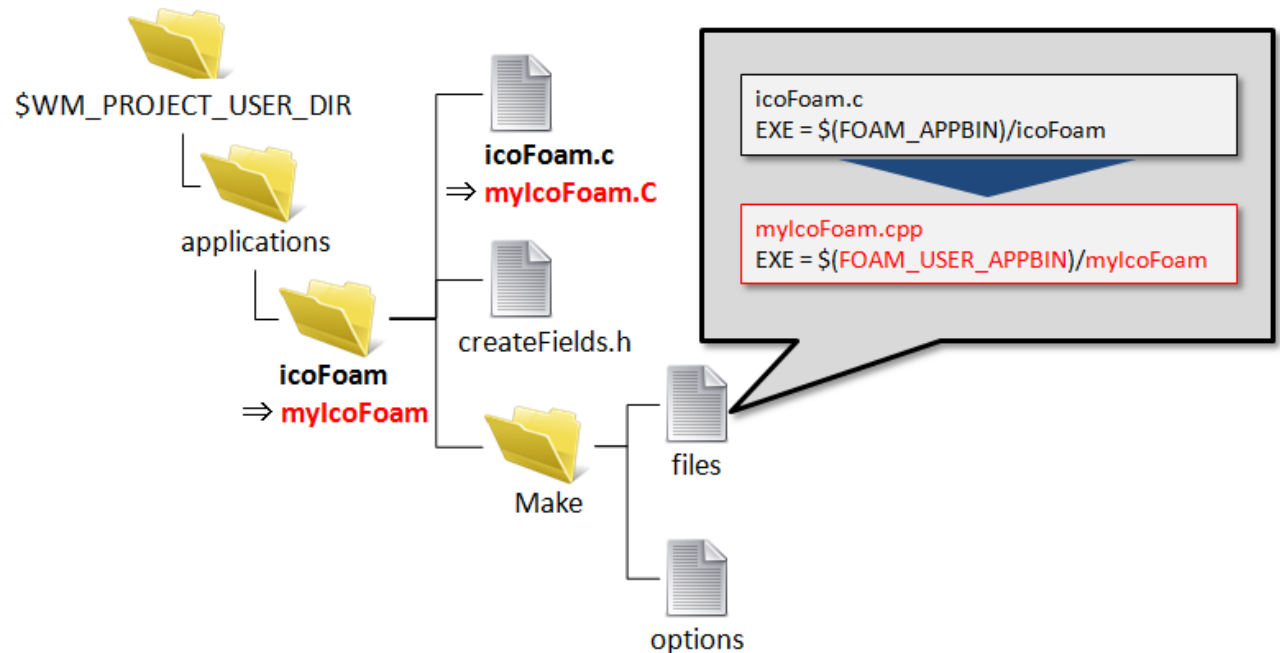 $WM_PROJECT_USER_DIR
applications
icoFoam
⇒ myIcoFoam
icoFoam.c
⇒ myIcoFoam.C
createFields.h
Make
files
options
icoFoam.c
EXE = $(FOAM_APPBIN)/icoFoam
myIcoFoam.cpp
EXE = $(FOAM_USER_APPBIN)/myIcoFoam